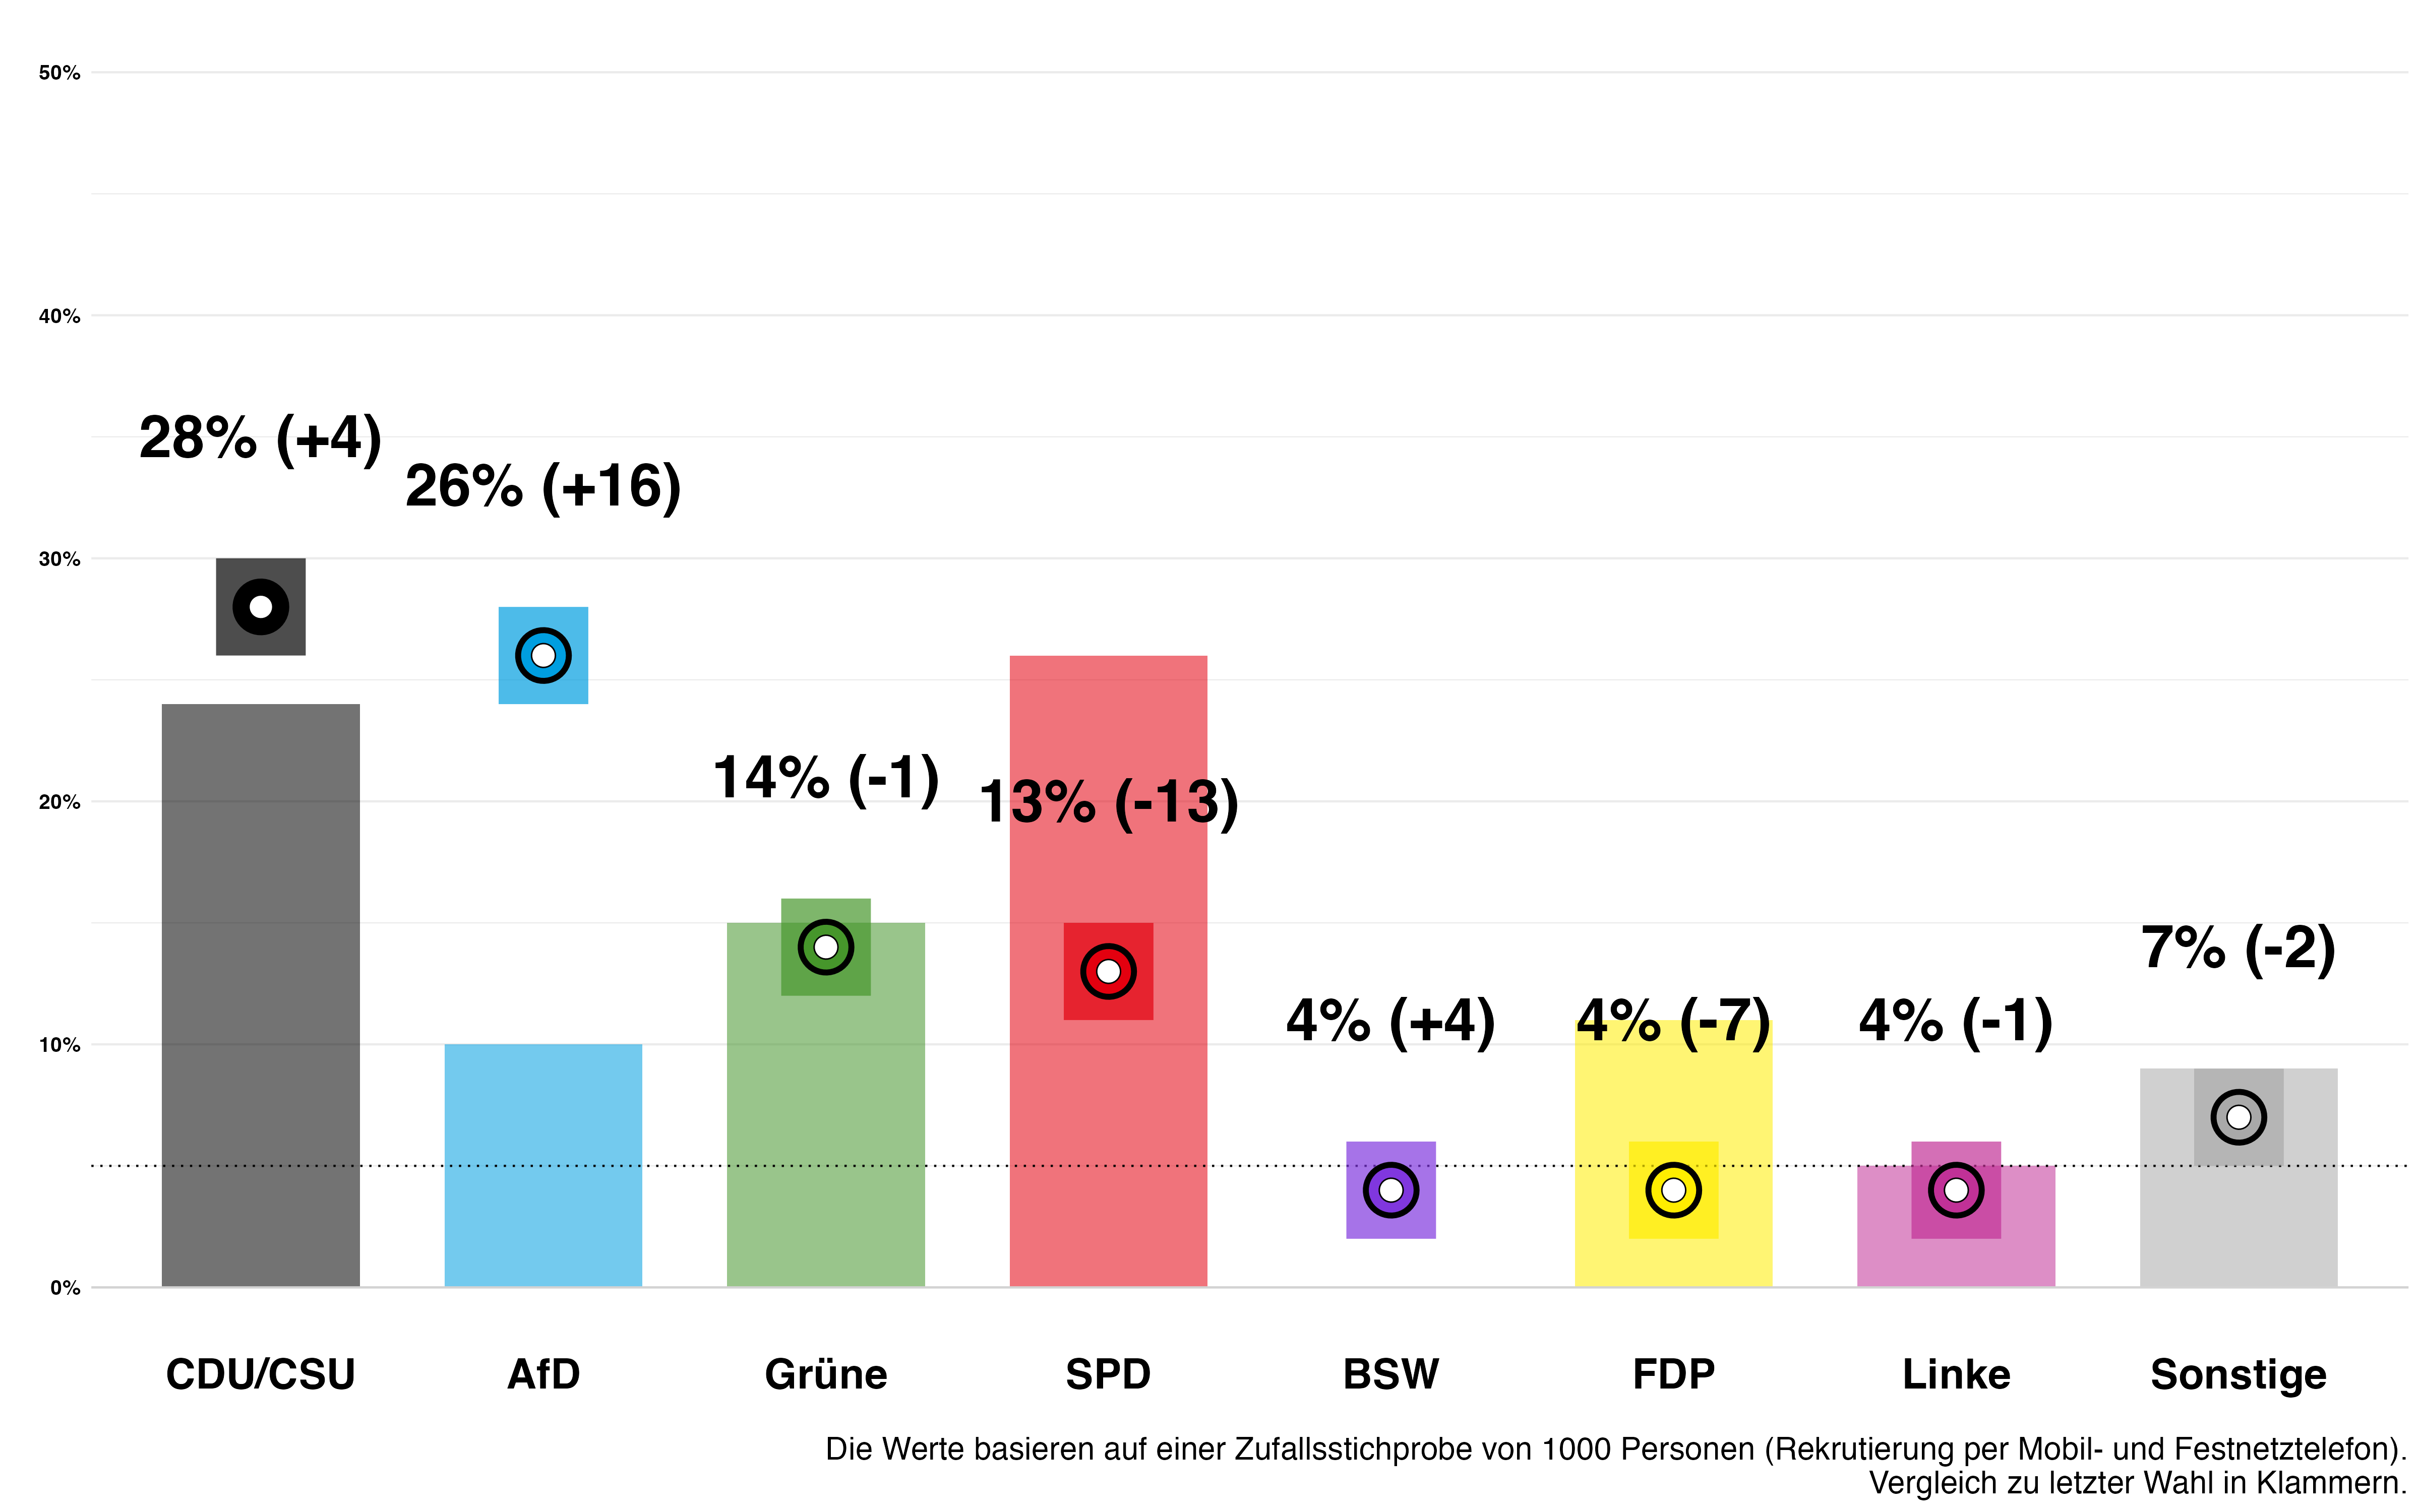 50%
40%
30%
20%
10%
0%
28% (+4)
26% (+16)
14% (-1)
13% (-13)
4% (+4)
4% (-7)
4% (-1)
7% (-2)
CDU/CSU
AfD
Grüne
SPD
BSW
FDP
Linke
Sonstige
Die Werte basieren auf einer Zufallsstichprobe von 1000 Personen (Rekrutierung per Mobil- und Festnetztelefon).
Vergleich zu letzter Wahl in Klammern.